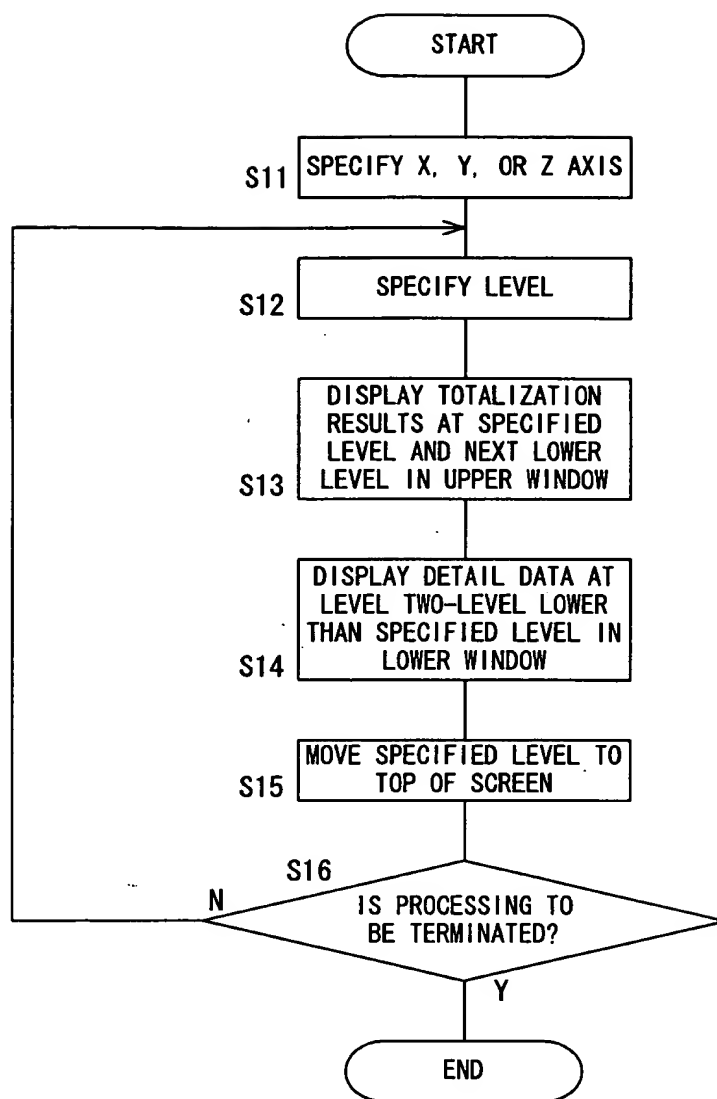 START
S11
SPECIFY X, Y, OR Z AXIS
S12
SPECIFY LEVEL
S13
DISPLAY TOTALIZATION
RESULTS AT SPECIFIED
LEVEL AND NEXT LOWER
LEVEL IN UPPER WINDOW
S14
DISPLAY DETAIL DATA AT
LEVEL TWO-LEVEL LOWER
THAN SPECIFIED LEVEL IN
LOWER WINDOW
S15
MOVE SPECIFIED LEVEL TO
TOP OF SCREEN
S16
N
IS PROCESSING TO
BE TERMINATED?
Y
END